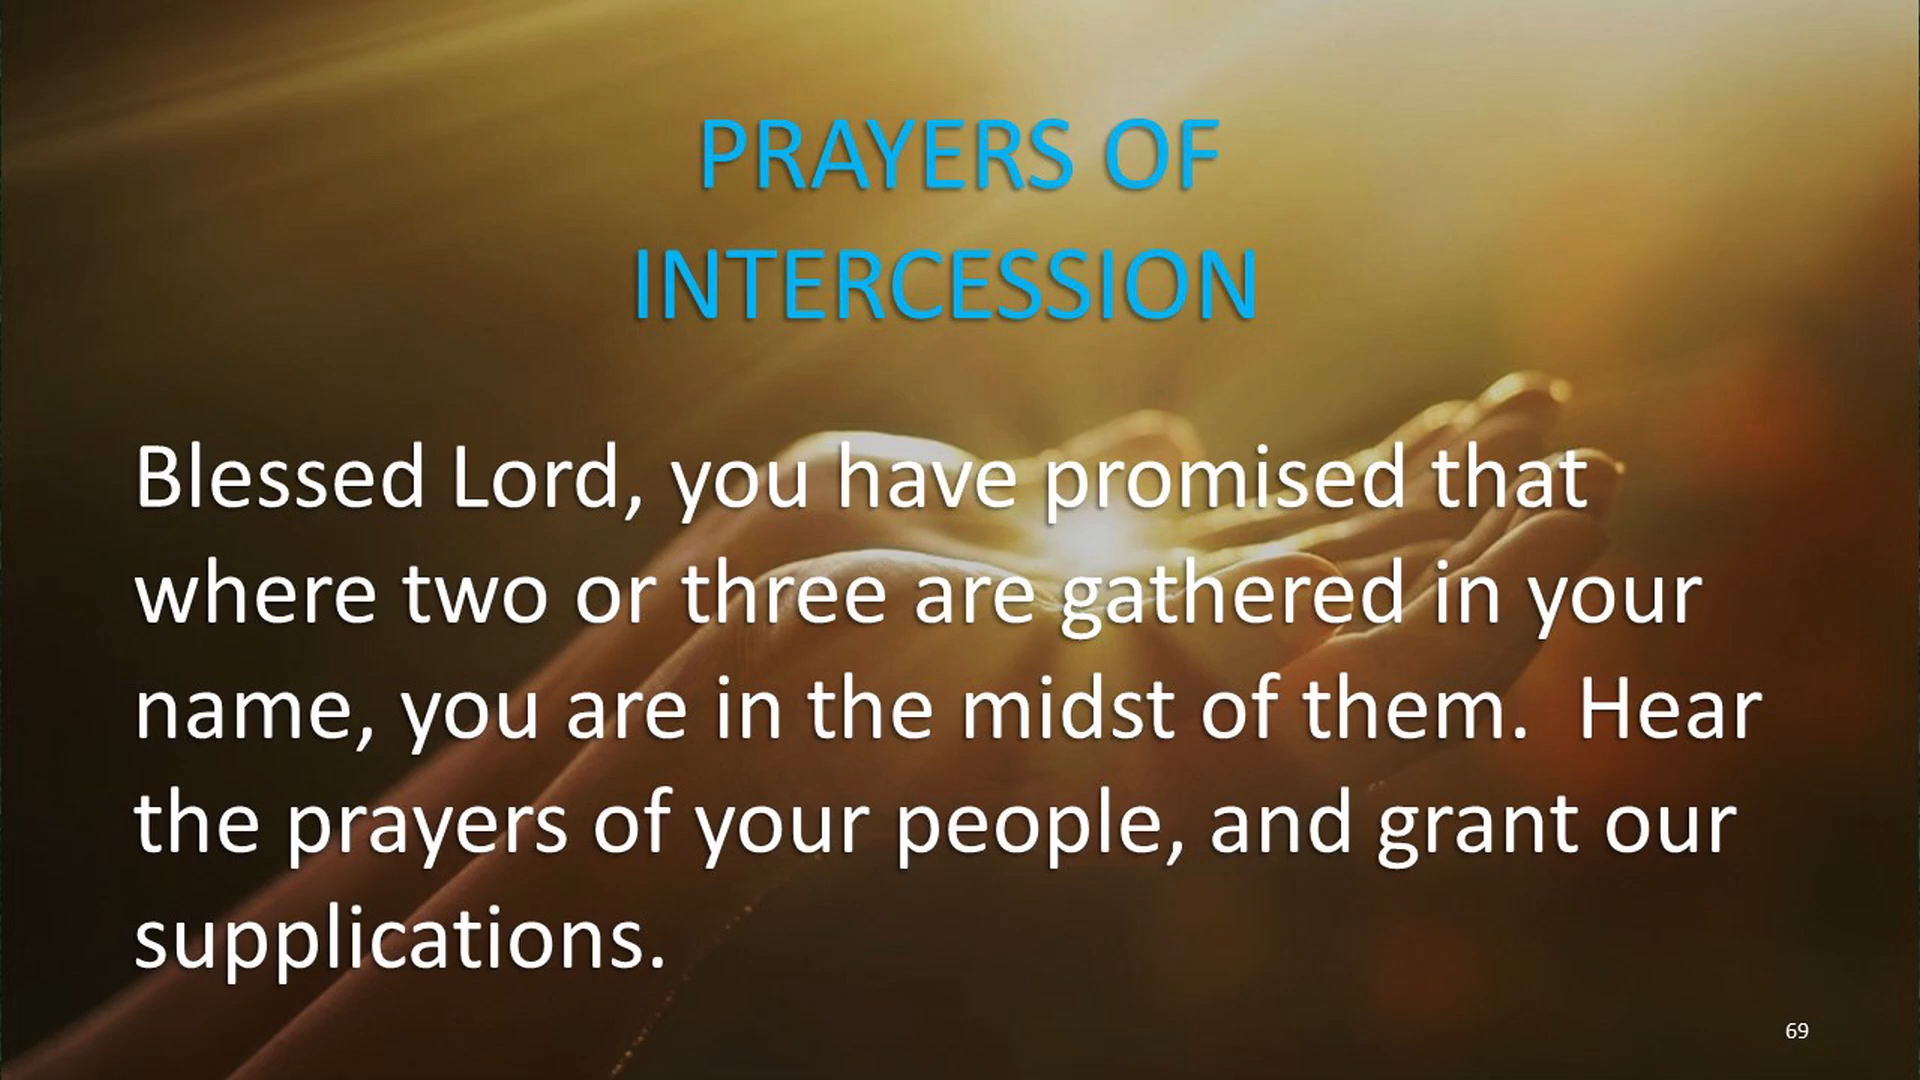 PRAYERS OF
INTERCESSION
Blessed Lord, you have promised that
where two or three are gathered in your
name, you are in the midst of them.  Hear
the prayers of your people, and grant our
supplications.
69